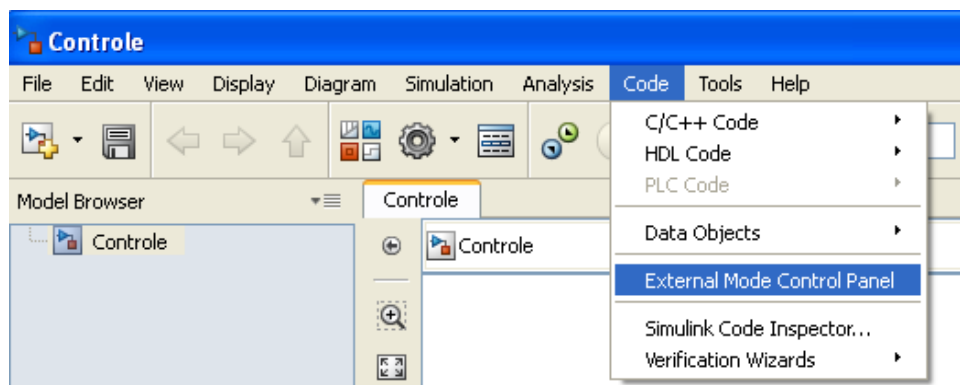 Controle
File Edit View Display Diagram Simulation Analysis Code Tools Help
C/C++ Code
HDL Code
PLC Code
Data Objects
External Mode Control Panel
Simulink Code Inspector...
Verification Wizards
Model Browser
Controle
Controle
Controle